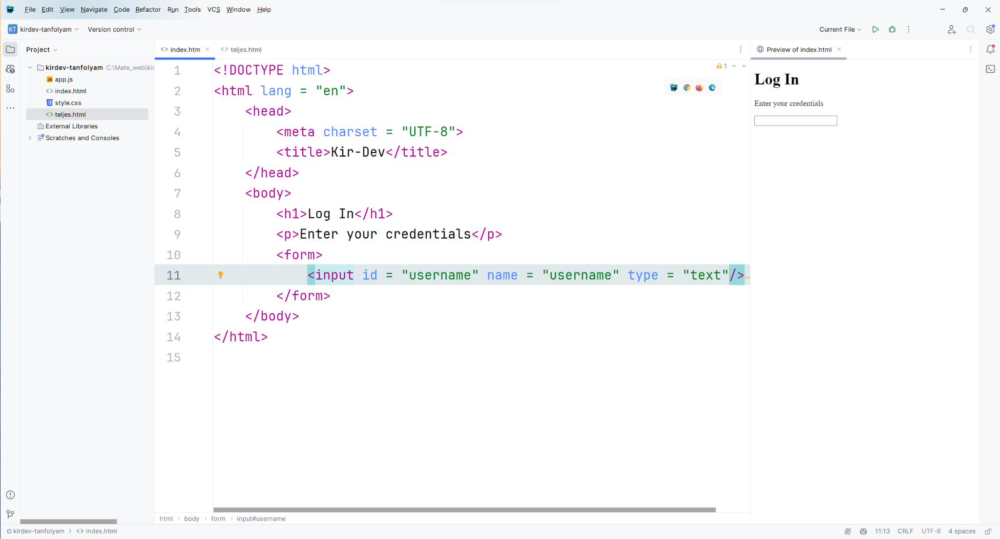 File Edit View Navigate Code Refactor Run Tools VCS Window Help
KT kirdev-tanfolyam Version control Current File
Project
kirdev-tanfolyam C:\Mate_web\kir
JS app.js
<> index.html
style.css
<> teljes.html
External Libraries
Scratches and Consoles
<> index.htm <> teljes.html
1
1 <!DOCTYPE html>
2 <html lang = "en">
3 <head>
4 <meta charset = "UTF-8">
5 <title>Kir-Dev</title>
6 </head>
7 <body>
8 <h1>Log In</h1>
9 <p>Enter your credentials</p>
10 <form>
11 <input id = "username" name = "username" type = "text"/>
12 </form>
13 </body>
14 </html>
15
html › body › form › input#username
Preview of index.html
Log In
Enter your credentials
kirdev-tanfolyam > <> index.html 11:13 CRLF UTF-8 4 spaces